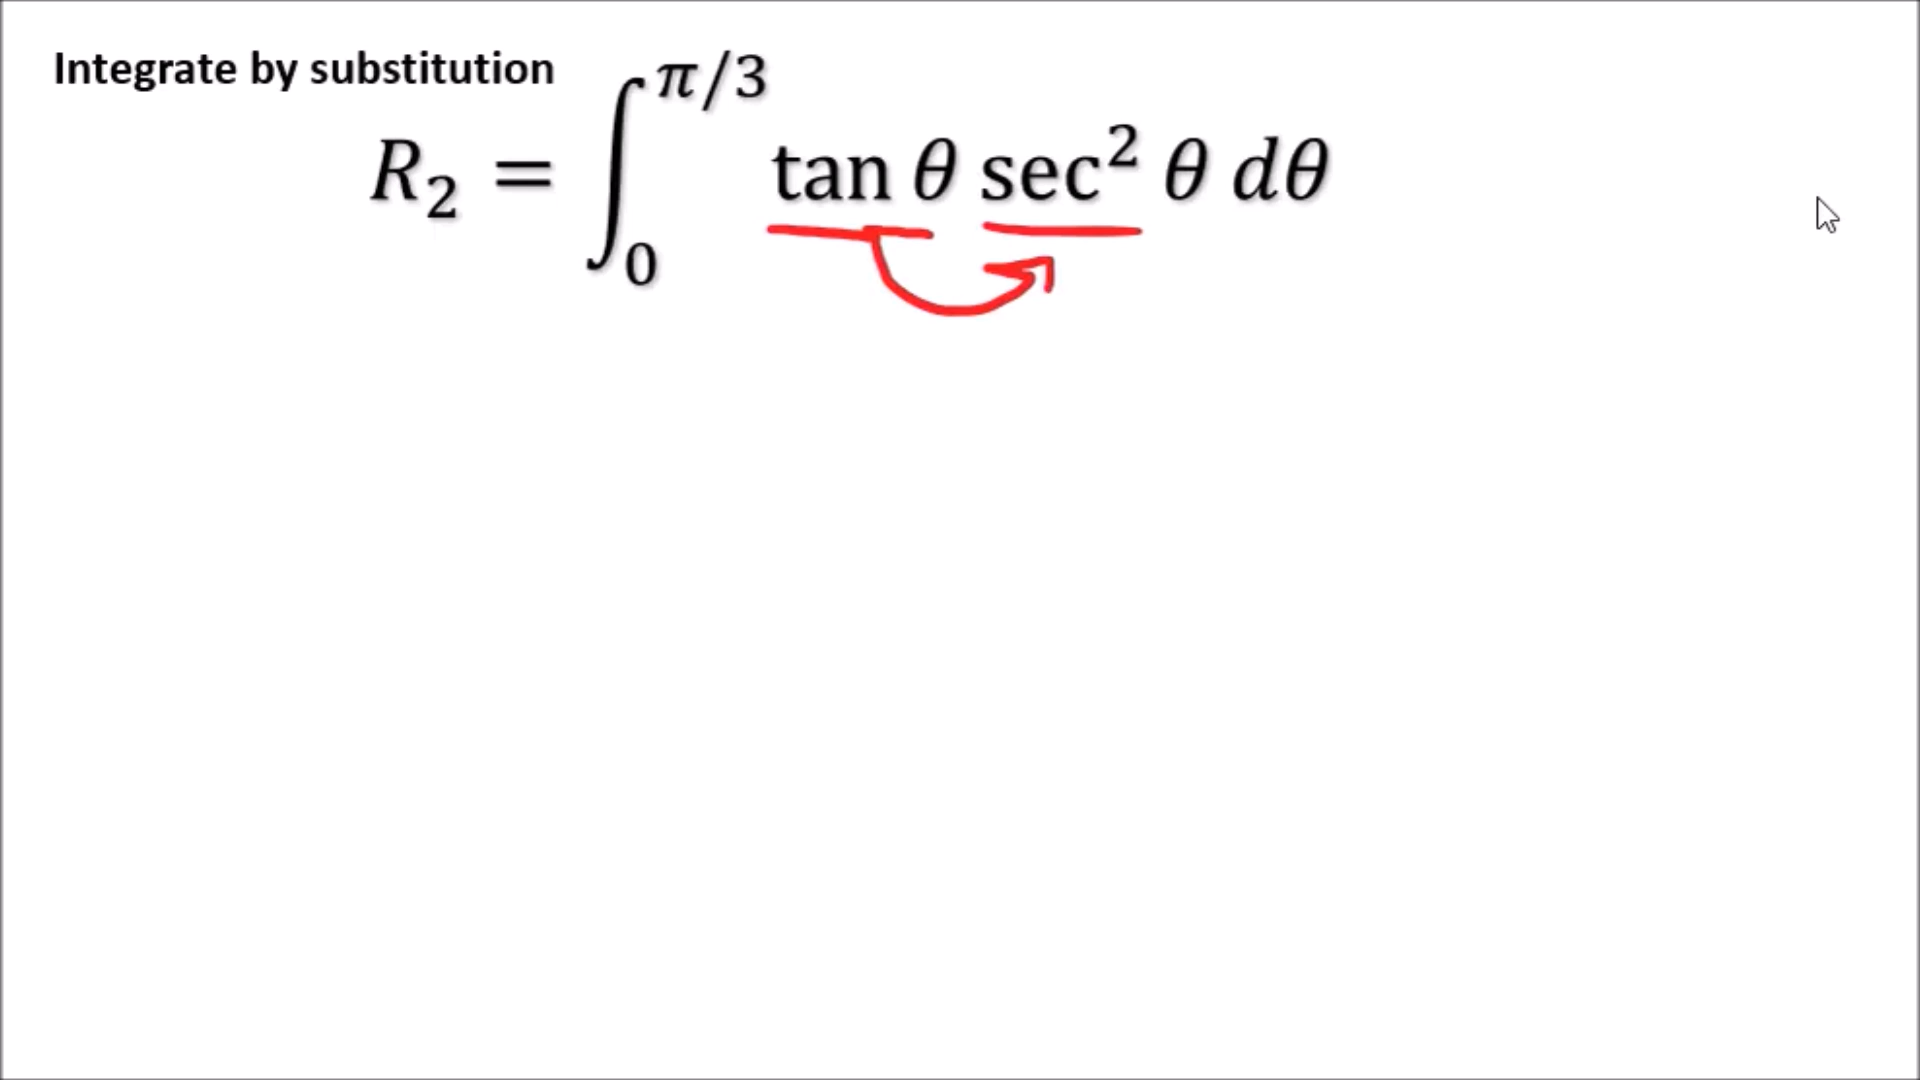 Integrate by substitution
R₂ = ∫₀^{π/3} tan θ sec² θ dθ